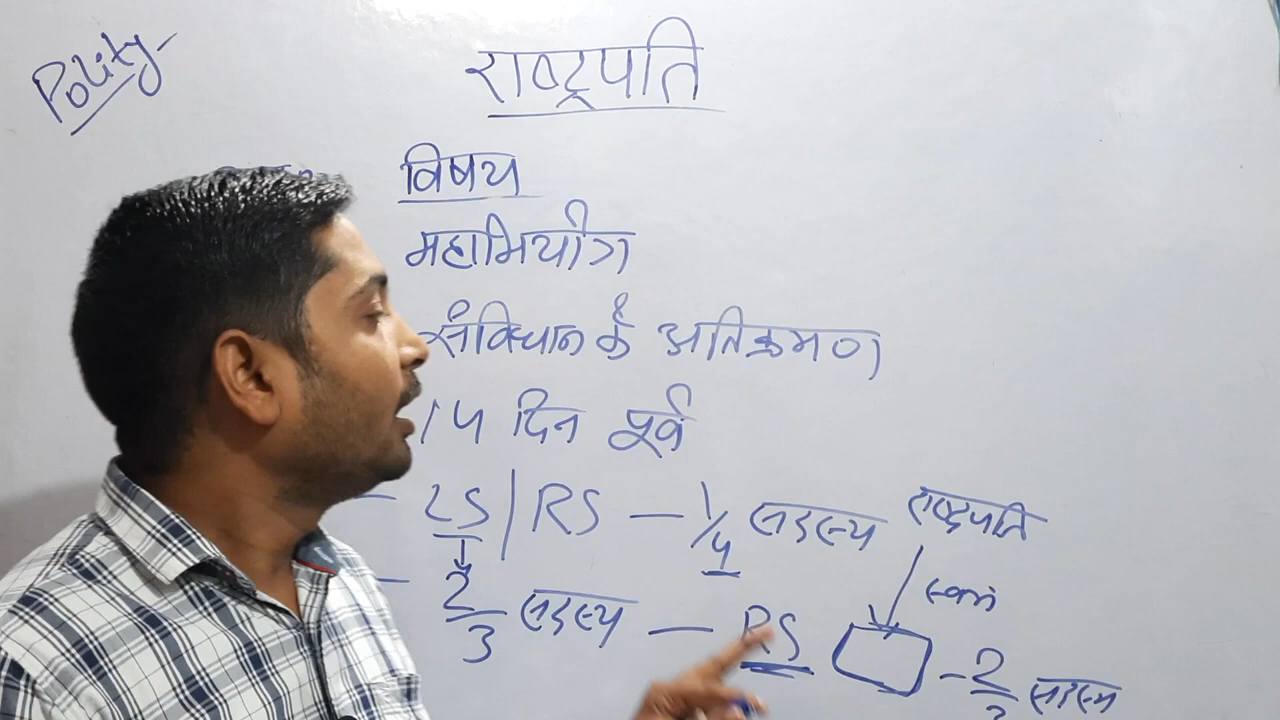 Polity-
राष्ट्रपति
विषय
महाभियोग
संविधान के अतिक्रमण
14 दिन पूर्व
- LS / RS - 1/4 सदस्य राष्ट्रपति
- 2/3 सदस्य - RS - 2/3 सदस्य